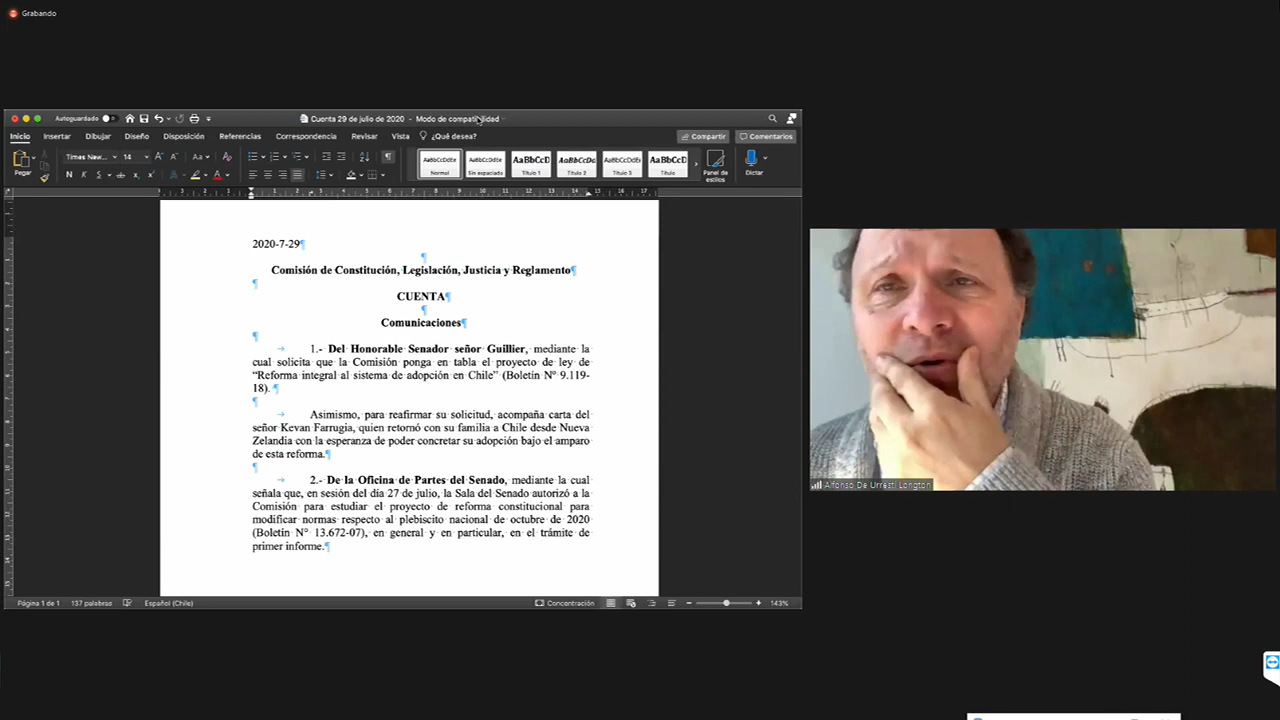 Grabando
Autoguardado
Cuenta 29 de julio de 2020 - Modo de compatibilidad
Inicio Insertar Dibujar Diseño Disposición Referencias Correspondencia Revisar Vista ¿Qué desea? Compartir Comentarios
Pegar
Times New... 14
AaBbCcDdEe Normal
AaBbCcDdEe Sin espaciado
AaBbCcD Título 1
AaBbCcDc Título 2
AaBbCcDdEe Título 3
AaBbCcD Título
Panel de estilos
Dictar
2020-7-29¶
¶
Comisión de Constitución, Legislación, Justicia y Reglamento¶
¶
CUENTA¶
¶
Comunicaciones¶
¶
1.- Del Honorable Senador señor Guillier, mediante la
cual solicita que la Comisión ponga en tabla el proyecto de ley de
“Reforma integral al sistema de adopción en Chile” (Boletín N° 9.119-
18). ¶
¶
Asimismo, para reafirmar su solicitud, acompaña carta del
señor Kevan Farrugia, quien retornó con su familia a Chile desde Nueva
Zelandia con la esperanza de poder concretar su adopción bajo el amparo
de esta reforma.¶
¶
2.- De la Oficina de Partes del Senado, mediante la cual
señala que, en sesión del día 27 de julio, la Sala del Senado autorizó a la
Comisión para estudiar el proyecto de reforma constitucional para
modificar normas respecto al plebiscito nacional de octubre de 2020
(Boletín N° 13.672-07), en general y en particular, en el trámite de
primer informe.¶
Página 1 de 1 137 palabras Español (Chile) Concentración 143%
Alfonso De Urresti Longton